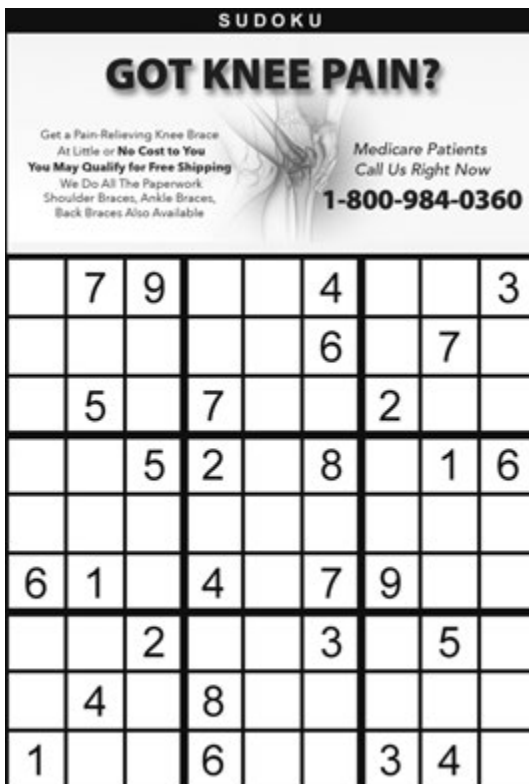 SUDOKU
GOT KNEE PAIN?
Get a Pain-Relieving Knee Brace
At Little or No Cost to You
You May Qualify for Free Shipping
We Do All The Paperwork
Shoulder Braces, Ankle Braces,
Back Braces Also Available
Medicare Patients
Call Us Right Now
1-800-984-0360
7 9 4 3
6 7
5 7 2
5 2 8 1 6
6 1 4 7 9
2 3 5
4 8
1 6 3 4